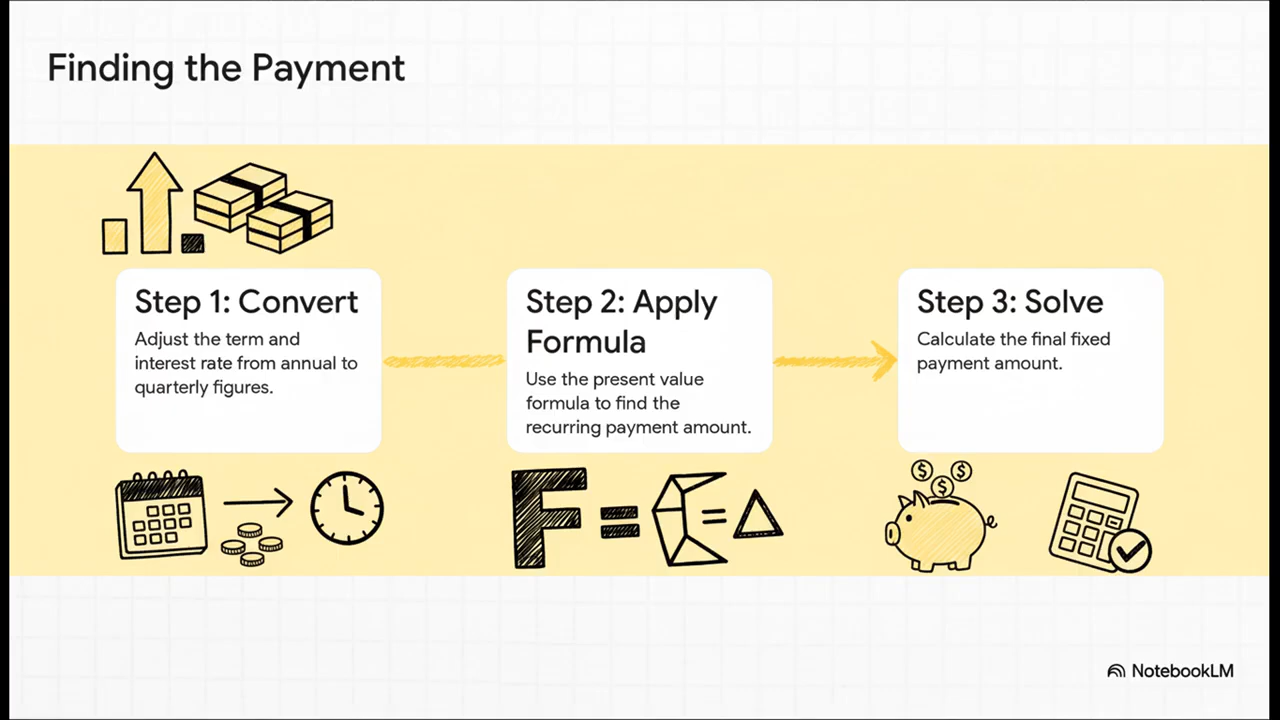 Finding the Payment
Step 1: Convert
Adjust the term and
interest rate from annual to
quarterly figures.
Step 2: Apply
Formula
Use the present value
formula to find the
recurring payment amount.
Step 3: Solve
Calculate the final fixed
payment amount.
F = € = Δ
$ $ $
NotebookLM